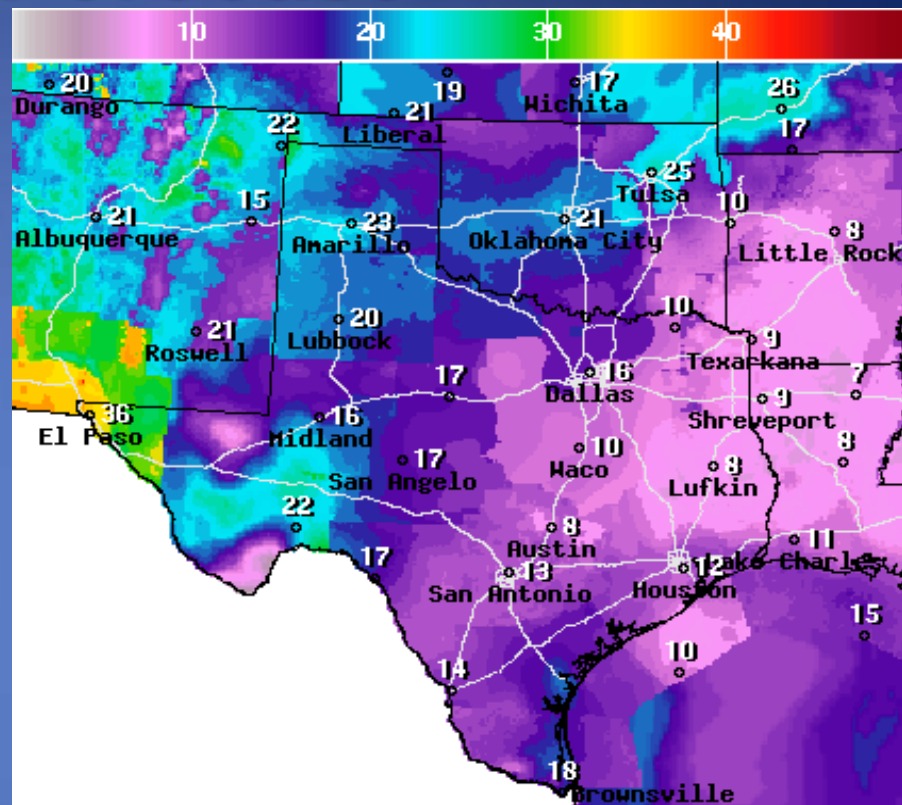 10 20 30 40
20
Durango
19
17
Wichita
21
Liberal
26
17
22
25
Tulsa
21
Albuquerque
15
23
Amarillo
21
Oklahoma City
10
8
Little Rock
21
Roswell
20
Lubbock
10
9
Texarkana
16
Dallas
17
7
9
Shreveport
36
El Paso
16
Midland
17
San Angelo
10
Waco
8
Lufkin
8
22
8
Austin
11
Lake Charles
17
13
San Antonio
12
Houston
15
10
14
18
Brownsville